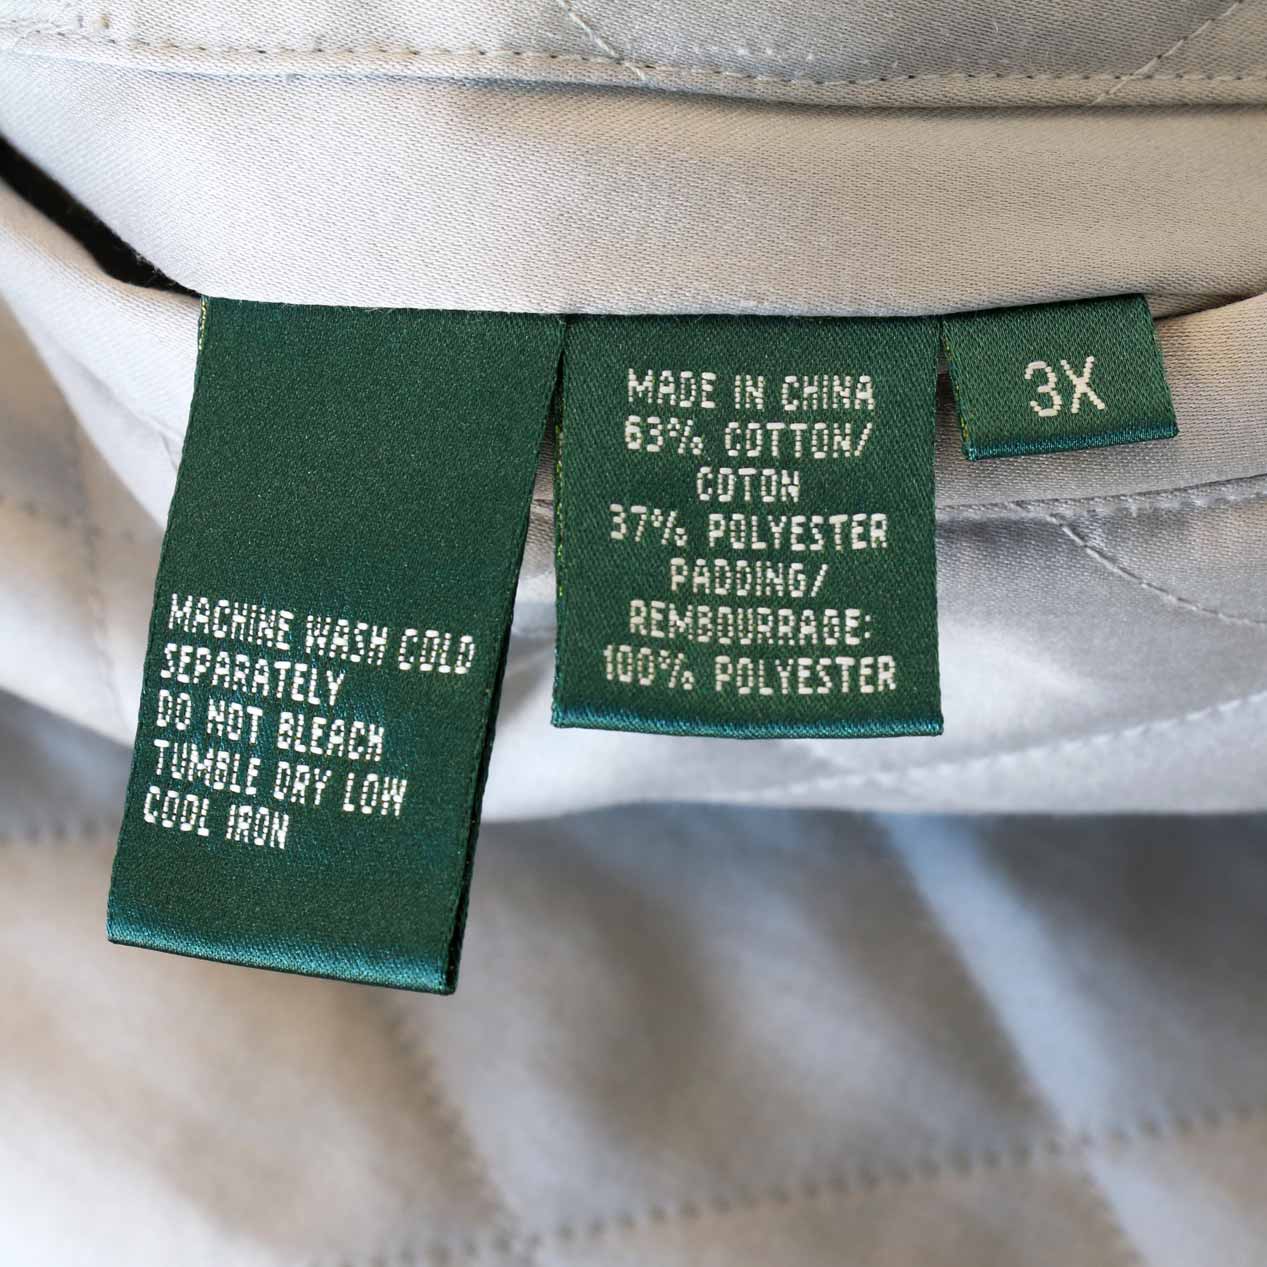 MACHINE WASH COLD
SEPARATELY
DO NOT BLEACH
TUMBLE DRY LOW
COOL IRON
MADE IN CHINA
63% COTTON/
COTON
37% POLYESTER
PADDING/
REMBOURRAGE:
100% POLYESTER
3X